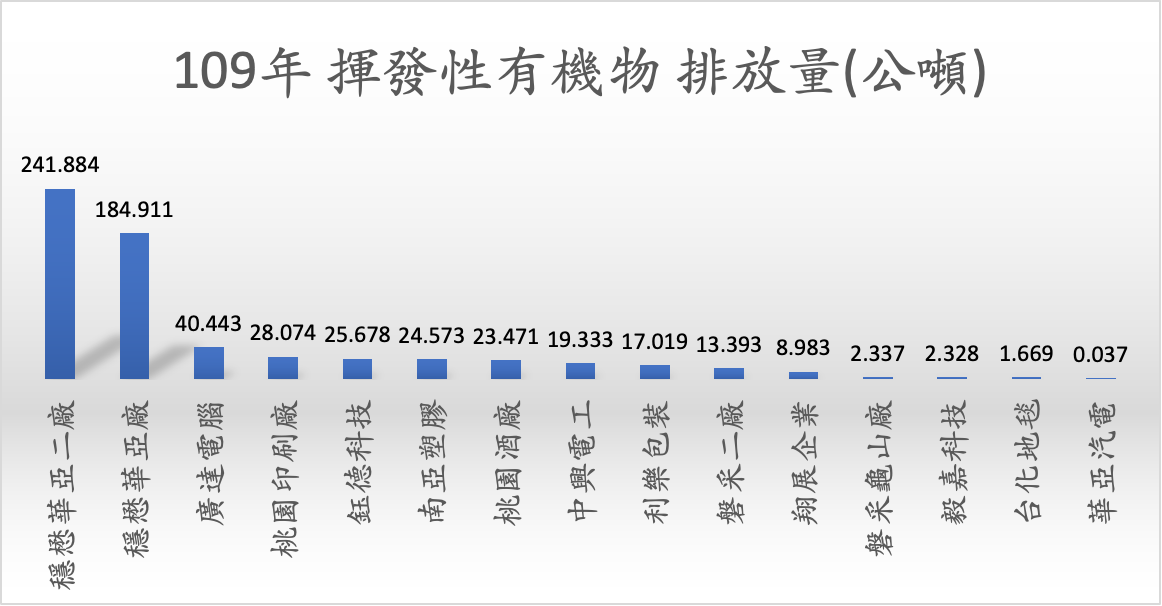 109年 揮發性有機物 排放量(公噸)
241.884
184.911
40.443
28.074
25.678
24.573
23.471
19.333
17.019
13.393
8.983
2.337
2.328
1.669
0.037
穩懋華亞二廠
穩懋華亞廠
廣達電腦
桃園印刷廠
鈺德科技
南亞塑膠
桃園酒廠
中興電工
利樂包裝
磐采二廠
翔展企業
磐采龜山廠
毅嘉科技
台化地毯
華亞汽電